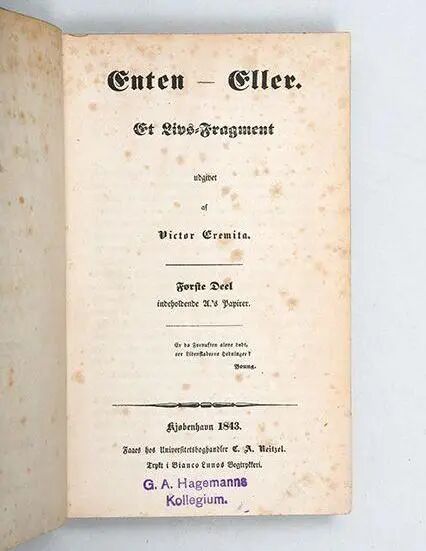 Enten — Eller.
Et Livs-Fragment
udgivet
af
Victor Eremita.
Første Deel
indeholdende A.'s Papirer.
Er da Fornuften alene døbt,
ere Lidenskaberne Hedninger?
Young.
Kjøbenhavn 1843.
Faaes hos Universitetsboghandler C. A. Reitzel.
Trykt i Bianco Lunos Bogtrykkeri.
G. A. Hagemanns
Kollegium.